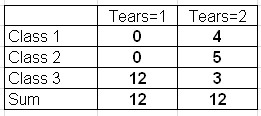 Tears=1 Tears=2
Class 1 0 4
Class 2 0 5
Class 3 12 3
Sum 12 12